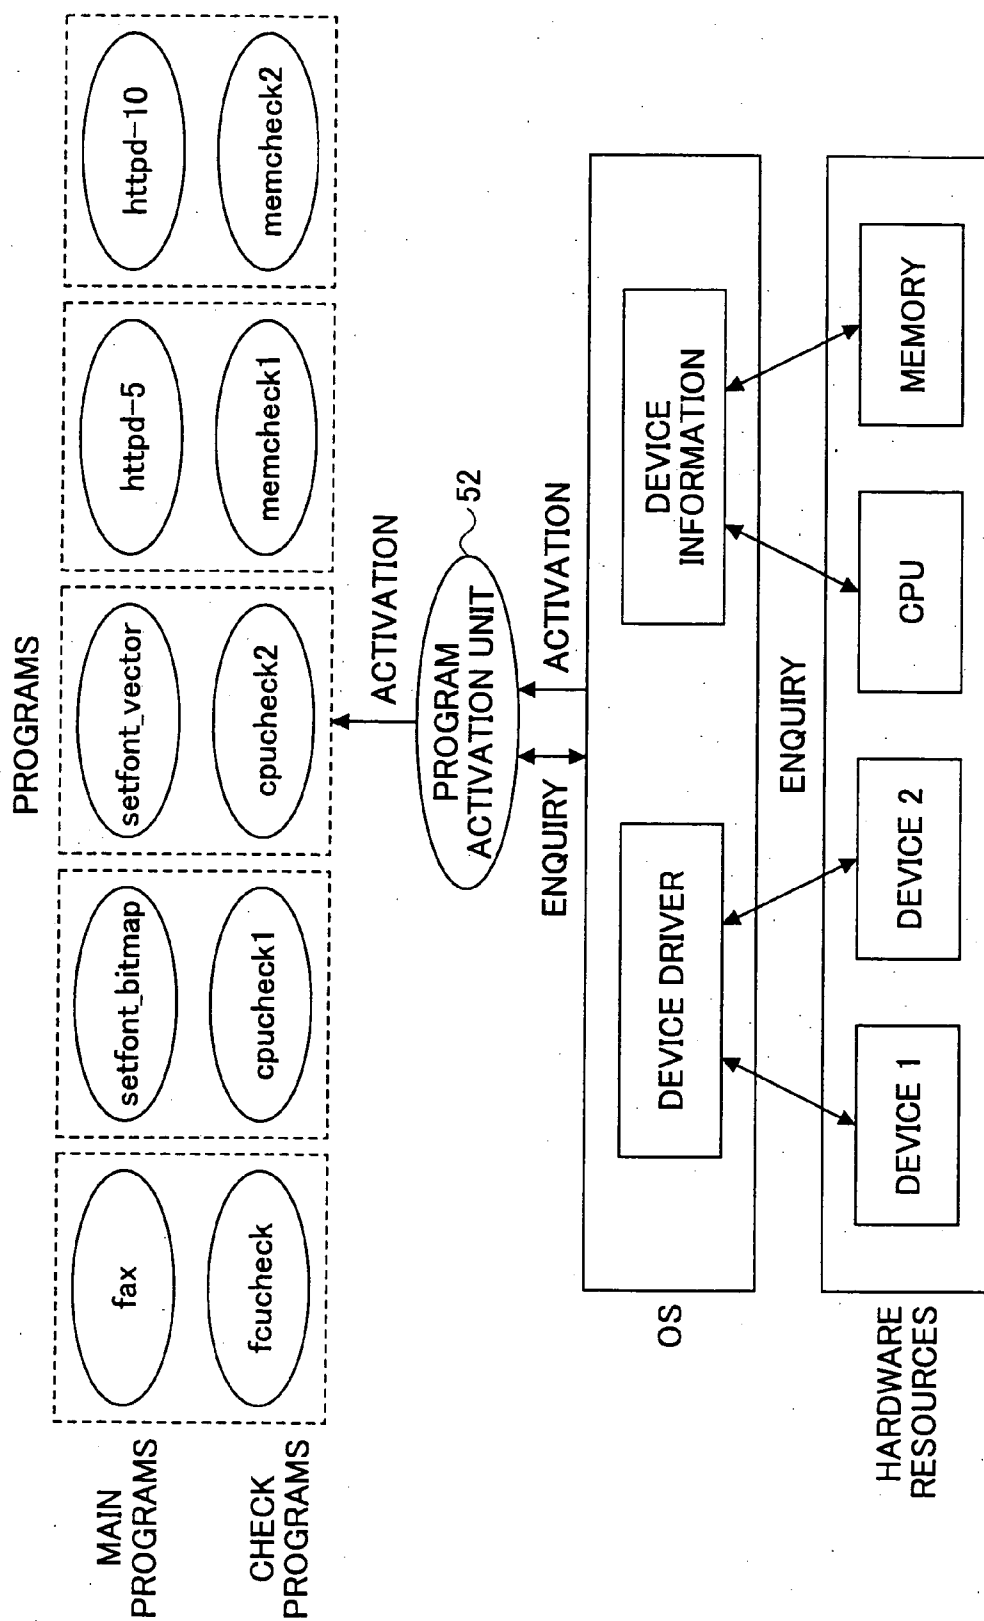 PROGRAMS
MAIN
PROGRAMS
fax
setfont_bitmap
setfont_vector
httpd-5
httpd-10
CHECK
PROGRAMS
fcucheck
cpucheck1
cpucheck2
memcheck1
memcheck2
ACTIVATION
PROGRAM
ACTIVATION UNIT
52
ENQUIRY
ACTIVATION
OS
DEVICE DRIVER
DEVICE
INFORMATION
ENQUIRY
HARDWARE
RESOURCES
DEVICE 1
DEVICE 2
CPU
MEMORY